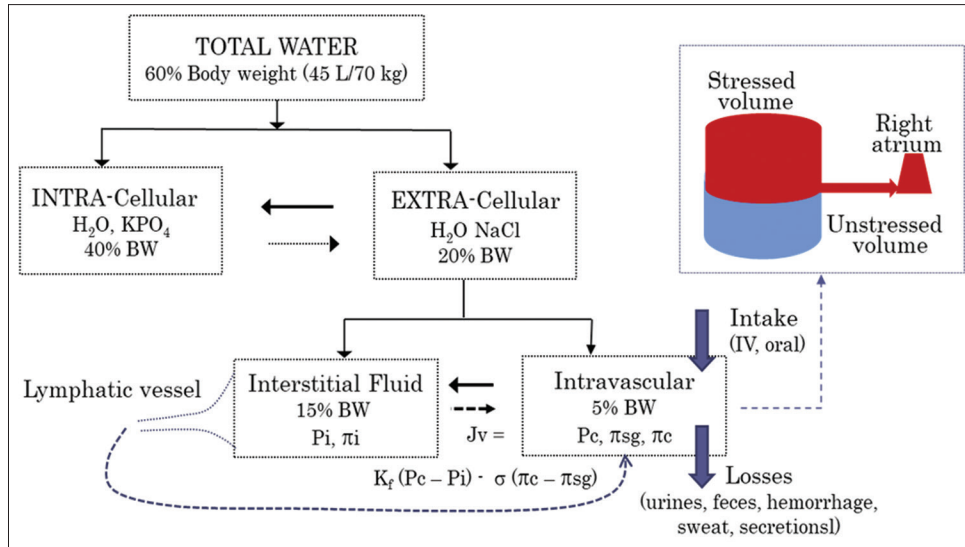 TOTAL WATER
60% Body weight (45 L/70 kg)
INTRA-Cellular
H₂O, KPO₄
40% BW
EXTRA-Cellular
H₂O NaCl
20% BW
Stressed
volume
Right
atrium
Unstressed
volume
Lymphatic vessel
Interstitial Fluid
15% BW
Pi, πi
Jv =
Intravascular
5% BW
Pc, πsg, πc
Intake
(IV, oral)
K_f (Pc – Pi) - σ (πc – πsg)
Losses
(urines, feces, hemorrhage,
sweat, secretionsl)